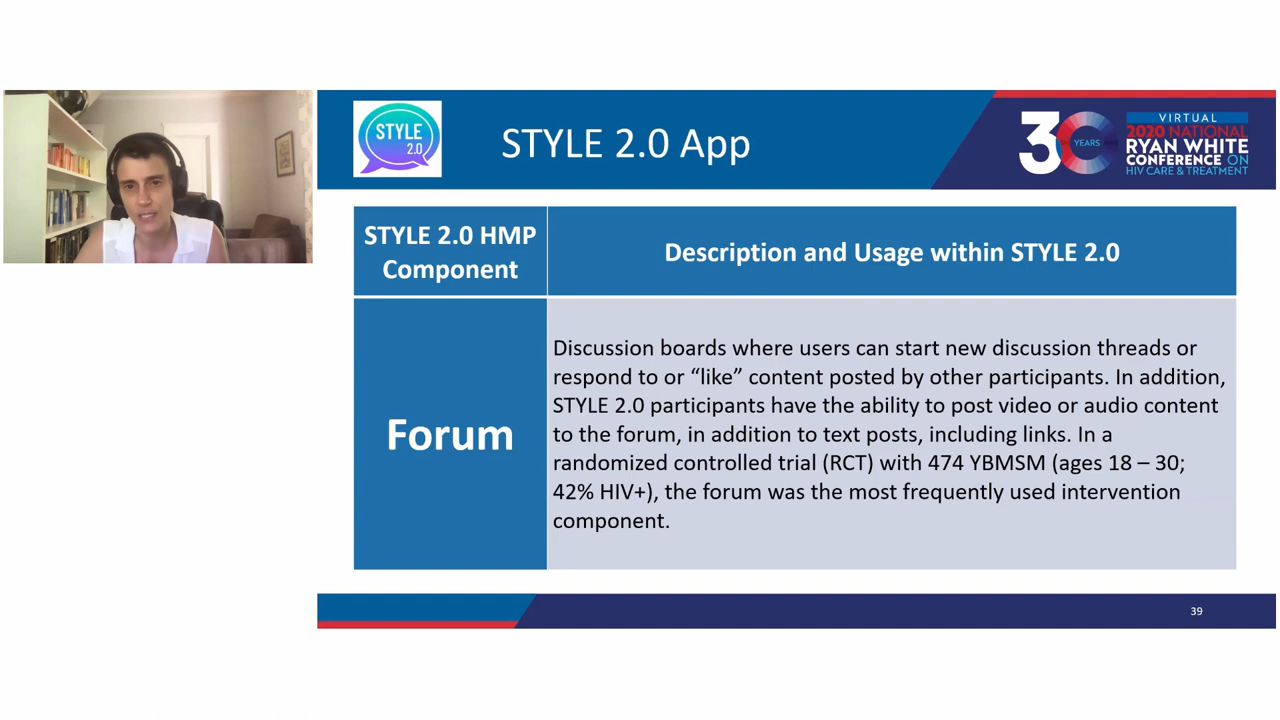 STYLE
2.0
STYLE 2.0 App
30
YEARS
VIRTUAL
2020 NATIONAL
RYAN WHITE
CONFERENCE ON
HIV CARE & TREATMENT
STYLE 2.0 HMP
Component
Description and Usage within STYLE 2.0
Forum
Discussion boards where users can start new discussion threads or
respond to or “like” content posted by other participants. In addition,
STYLE 2.0 participants have the ability to post video or audio content
to the forum, in addition to text posts, including links. In a
randomized controlled trial (RCT) with 474 YBMSM (ages 18 – 30;
42% HIV+), the forum was the most frequently used intervention
component.
39